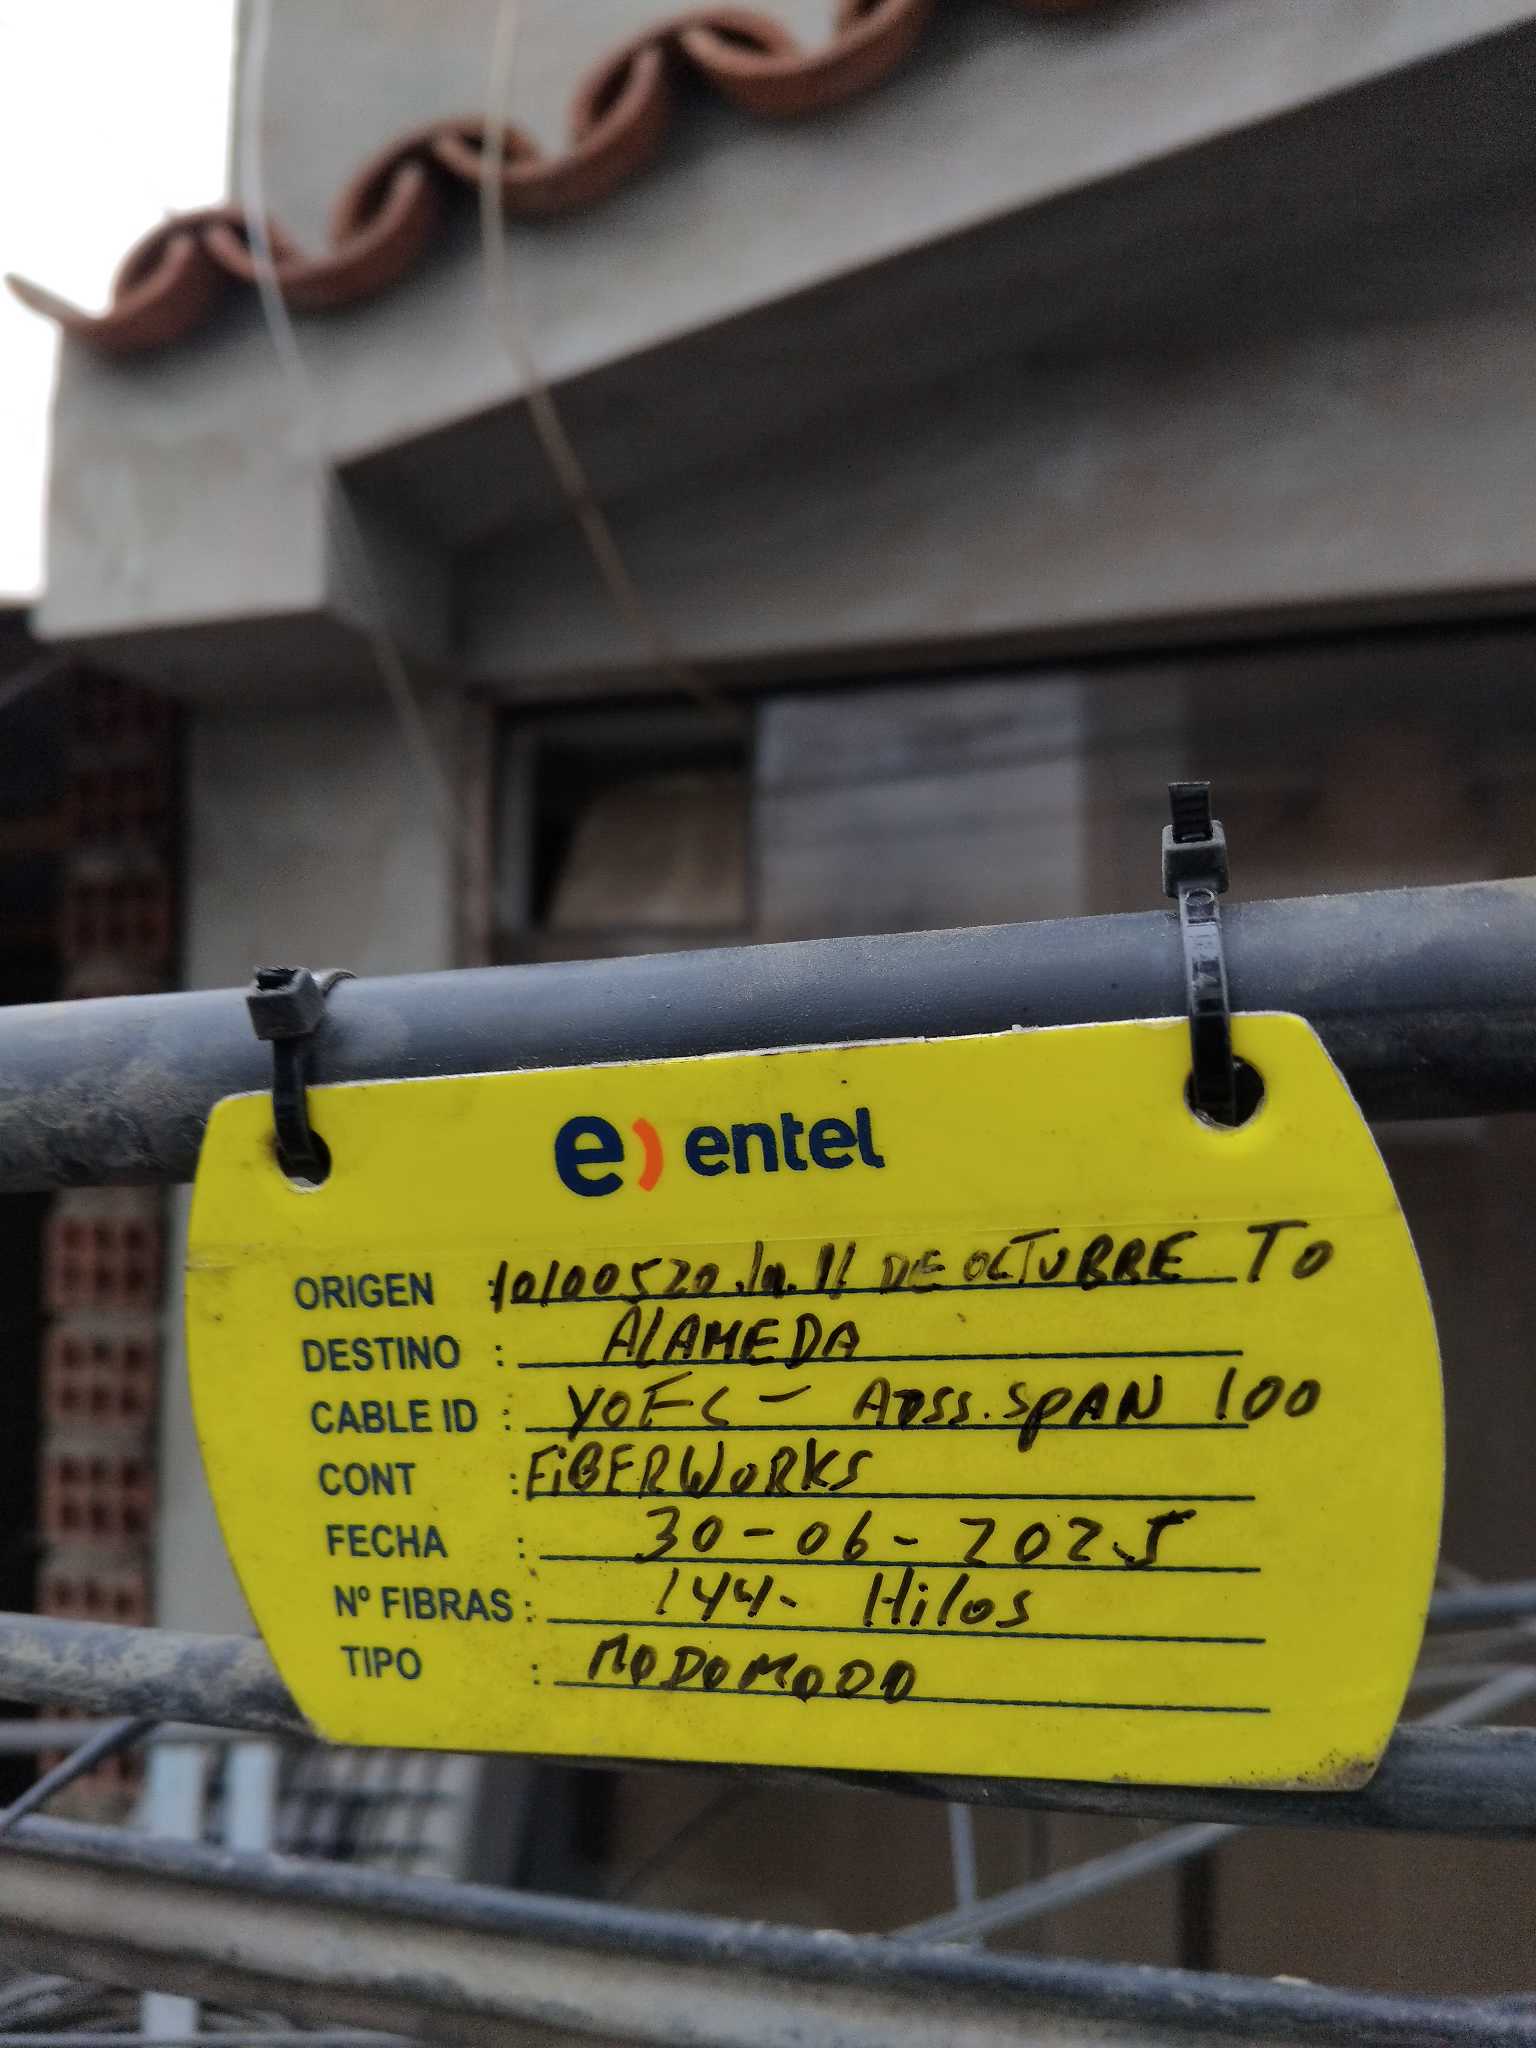 e) entel
ORIGEN :10100520.la.11 DE OCTUBRE TO
DESTINO : ALAMEDA
CABLE ID : YOFC - ADSS.SPAN 100
CONT :FiBERWORKS
FECHA : 30-06-2025
Nº FIBRAS : 144- Hilos
TIPO : MODOMODO